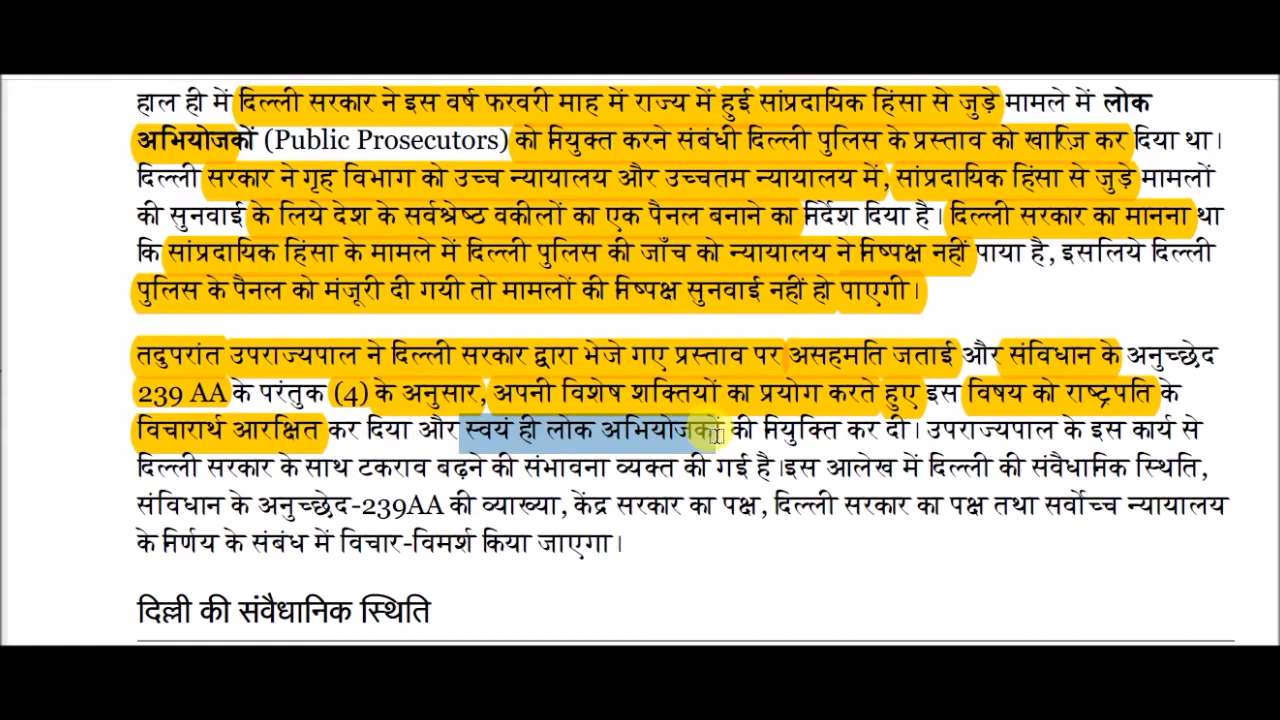 हाल ही में दिल्ली सरकार ने इस वर्ष फरवरी माह में राज्य में हुई सांप्रदायिक हिंसा से जुड़े मामले में लोक
अभियोजकों (Public Prosecutors) को नियुक्त करने संबंधी दिल्ली पुलिस के प्रस्ताव को खारिज़ कर दिया था।
दिल्ली सरकार ने गृह विभाग को उच्च न्यायालय और उच्चतम न्यायालय में, सांप्रदायिक हिंसा से जुड़े मामलों
की सुनवाई के लिये देश के सर्वश्रेष्ठ वकीलों का एक पैनल बनाने का निर्देश दिया है। दिल्ली सरकार का मानना था
कि सांप्रदायिक हिंसा के मामले में दिल्ली पुलिस की जाँच को न्यायालय ने निष्पक्ष नहीं पाया है, इसलिये दिल्ली
पुलिस के पैनल को मंजूरी दी गयी तो मामलों की निष्पक्ष सुनवाई नहीं हो पाएगी।
तदुपरांत उपराज्यपाल ने दिल्ली सरकार द्वारा भेजे गए प्रस्ताव पर असहमति जताई और संविधान के अनुच्छेद
239 AA के परंतुक (4) के अनुसार, अपनी विशेष शक्तियों का प्रयोग करते हुए इस विषय को राष्ट्रपति के
विचारार्थ आरक्षित कर दिया और स्वयं ही लोक अभियोजकों की नियुक्ति कर दी। उपराज्यपाल के इस कार्य से
दिल्ली सरकार के साथ टकराव बढ़ने की संभावना व्यक्त की गई है।इस आलेख में दिल्ली की संवैधानिक स्थिति,
संविधान के अनुच्छेद-239AA की व्याख्या, केंद्र सरकार का पक्ष, दिल्ली सरकार का पक्ष तथा सर्वोच्च न्यायालय
के निर्णय के संबंध में विचार-विमर्श किया जाएगा।
दिल्ली की संवैधानिक स्थिति